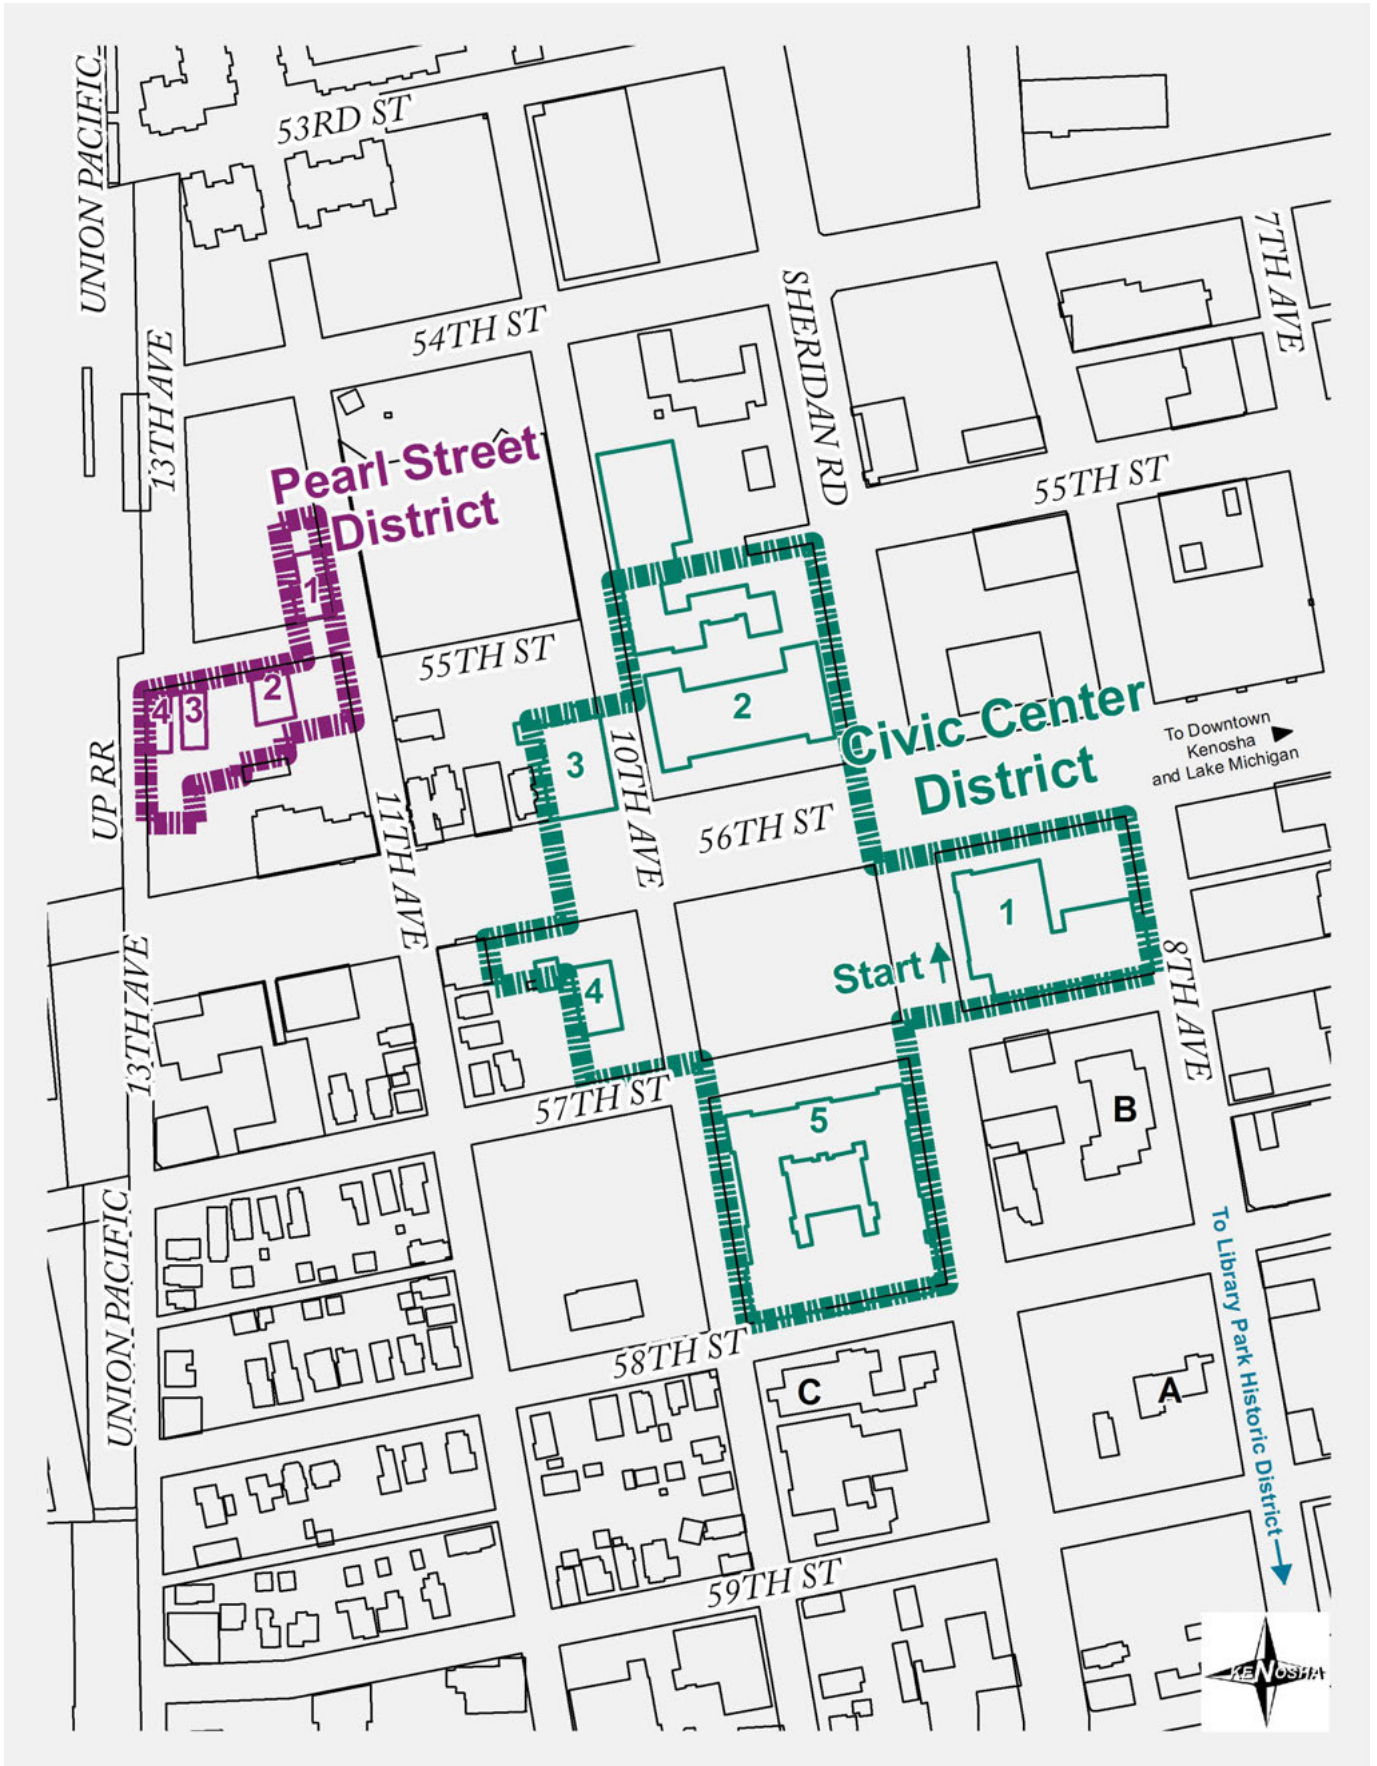 UNION PACIFIC
53RD ST
7TH AVE
54TH ST
SHERIDAN RD
13TH AVE
Pearl Street
District
55TH ST
1
55TH ST
2
4
3
2
Civic Center
District
To Downtown
Kenosha
and Lake Michigan
3
10TH AVE
UP RR
11TH AVE
56TH ST
1
Start
8TH AVE
4
13TH AVE
57TH ST
5
B
UNION PACIFIC
To Library Park Historic District
58TH ST
C
A
59TH ST
KENOSHA